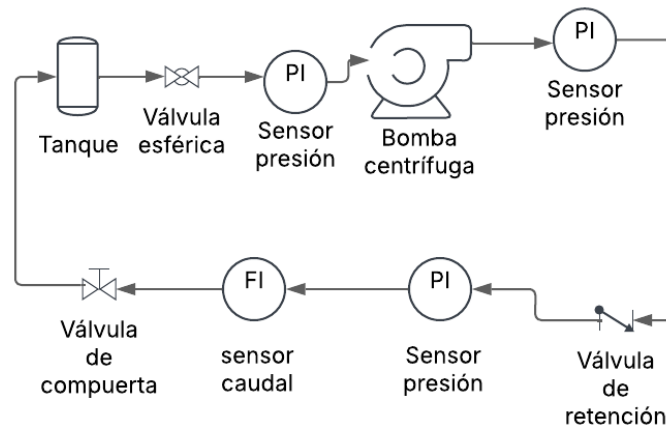 PI
PI
Tanque
Válvula
esférica
Sensor
presión
Bomba
centrífuga
Sensor
presión
FI
PI
Válvula
de
compuerta
sensor
caudal
Sensor
presión
Válvula
de
retención